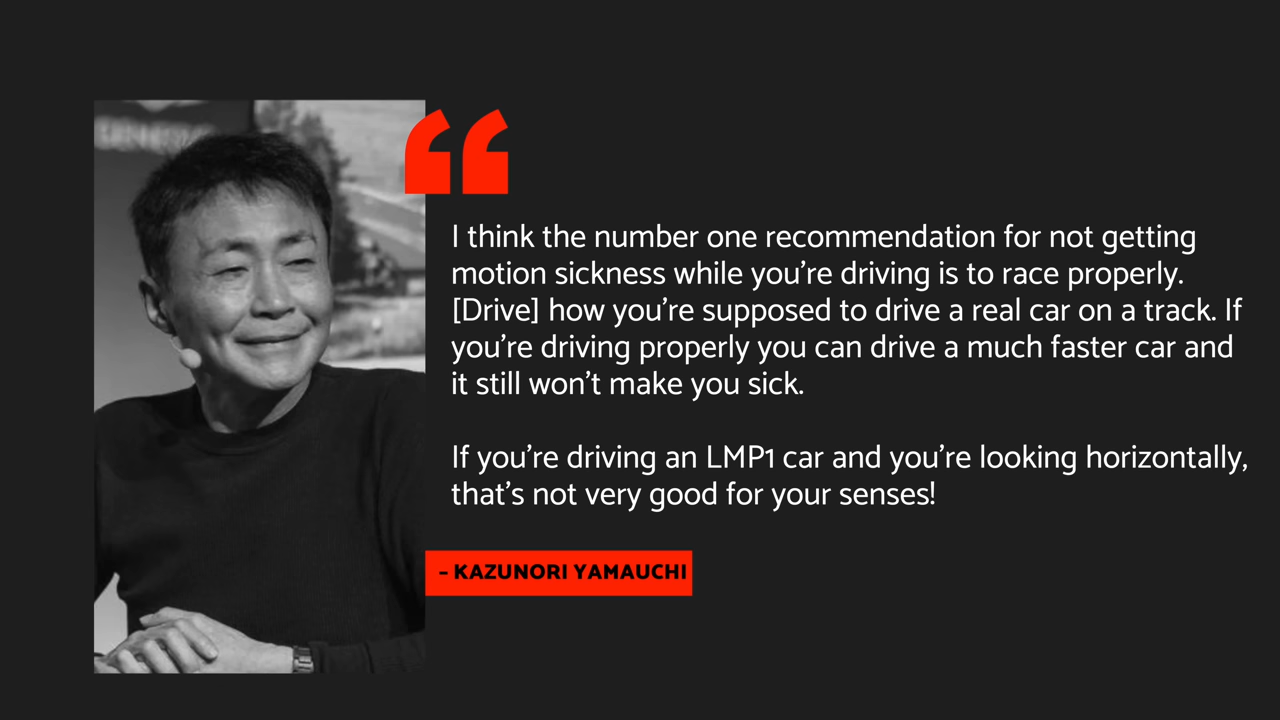 “
I think the number one recommendation for not getting
motion sickness while you’re driving is to race properly.
[Drive] how you’re supposed to drive a real car on a track. If
you’re driving properly you can drive a much faster car and
it still won’t make you sick.
If you’re driving an LMP1 car and you’re looking horizontally,
that’s not very good for your senses!
– KAZUNORI YAMAUCHI